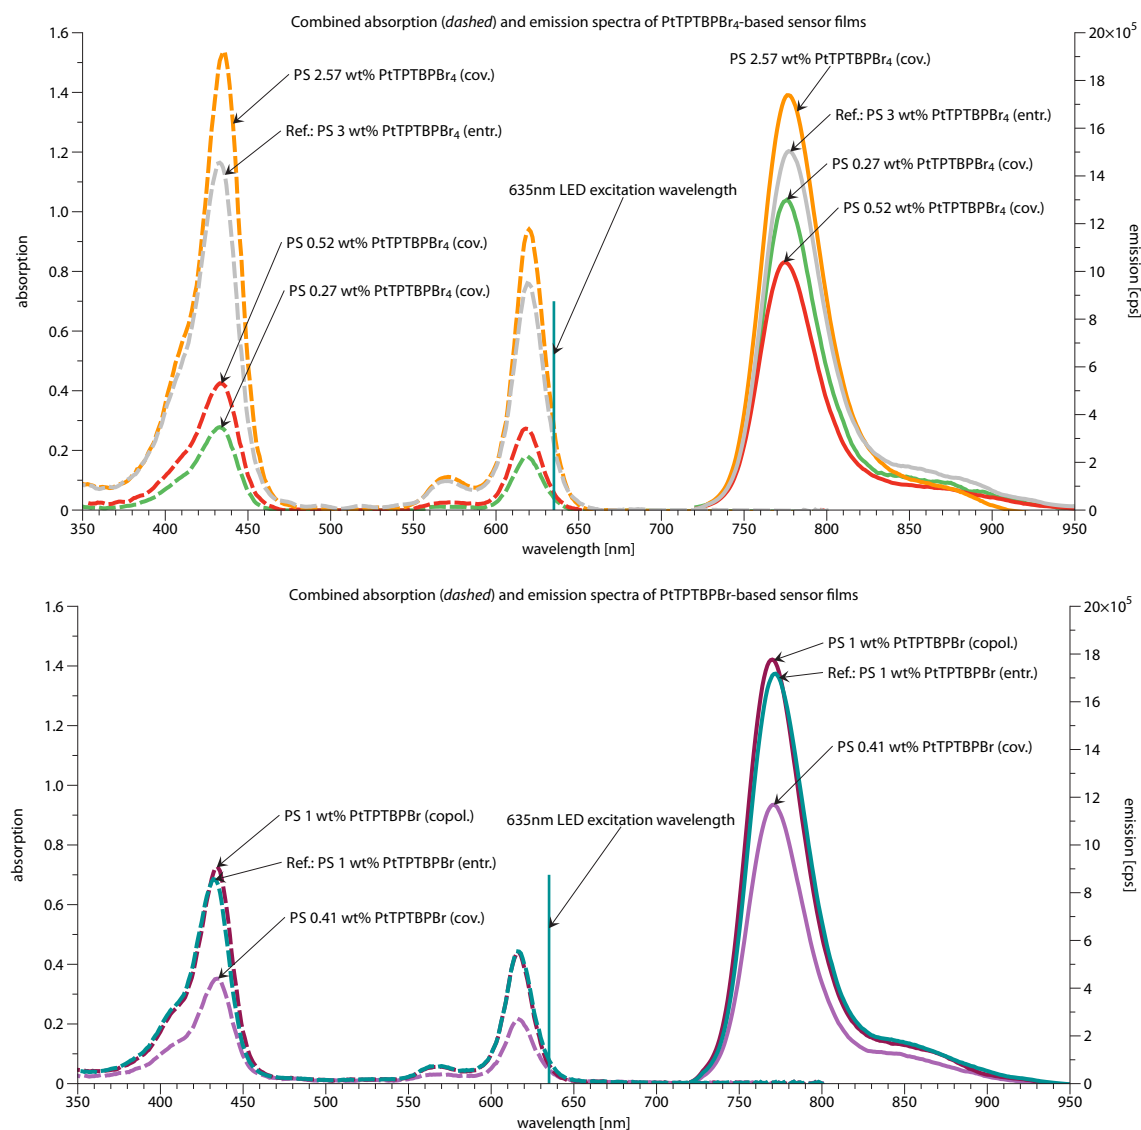 Combined absorption (dashed) and emission spectra of PtTPTBPBr₄-based sensor films
1.6
1.4
1.2
1.0
0.8
0.6
0.4
0.2
0
absorption
20×10⁵
18
16
14
12
10
8
6
4
2
0
emission [cps]
PS 2.57 wt% PtTPTBPBr₄ (cov.)
Ref.: PS 3 wt% PtTPTBPBr₄ (entr.)
PS 0.52 wt% PtTPTBPBr₄ (cov.)
PS 0.27 wt% PtTPTBPBr₄ (cov.)
635nm LED excitation wavelength
PS 2.57 wt% PtTPTBPBr₄ (cov.)
Ref.: PS 3 wt% PtTPTBPBr₄ (entr.)
PS 0.27 wt% PtTPTBPBr₄ (cov.)
PS 0.52 wt% PtTPTBPBr₄ (cov.)
350 400 450 500 550 600 650 700 750 800 850 900 950
wavelength [nm]
Combined absorption (dashed) and emission spectra of PtTPTBPBr-based sensor films
1.6
1.4
1.2
1.0
0.8
0.6
0.4
0.2
0
absorption
20×10⁵
18
16
14
12
10
8
6
4
2
0
emission [cps]
PS 1 wt% PtTPTBPBr (copol.)
Ref.: PS 1 wt% PtTPTBPBr (entr.)
PS 0.41 wt% PtTPTBPBr (cov.)
635nm LED excitation wavelength
PS 1 wt% PtTPTBPBr (copol.)
Ref.: PS 1 wt% PtTPTBPBr (entr.)
PS 0.41 wt% PtTPTBPBr (cov.)
350 400 450 500 550 600 650 700 750 800 850 900 950
wavelength [nm]